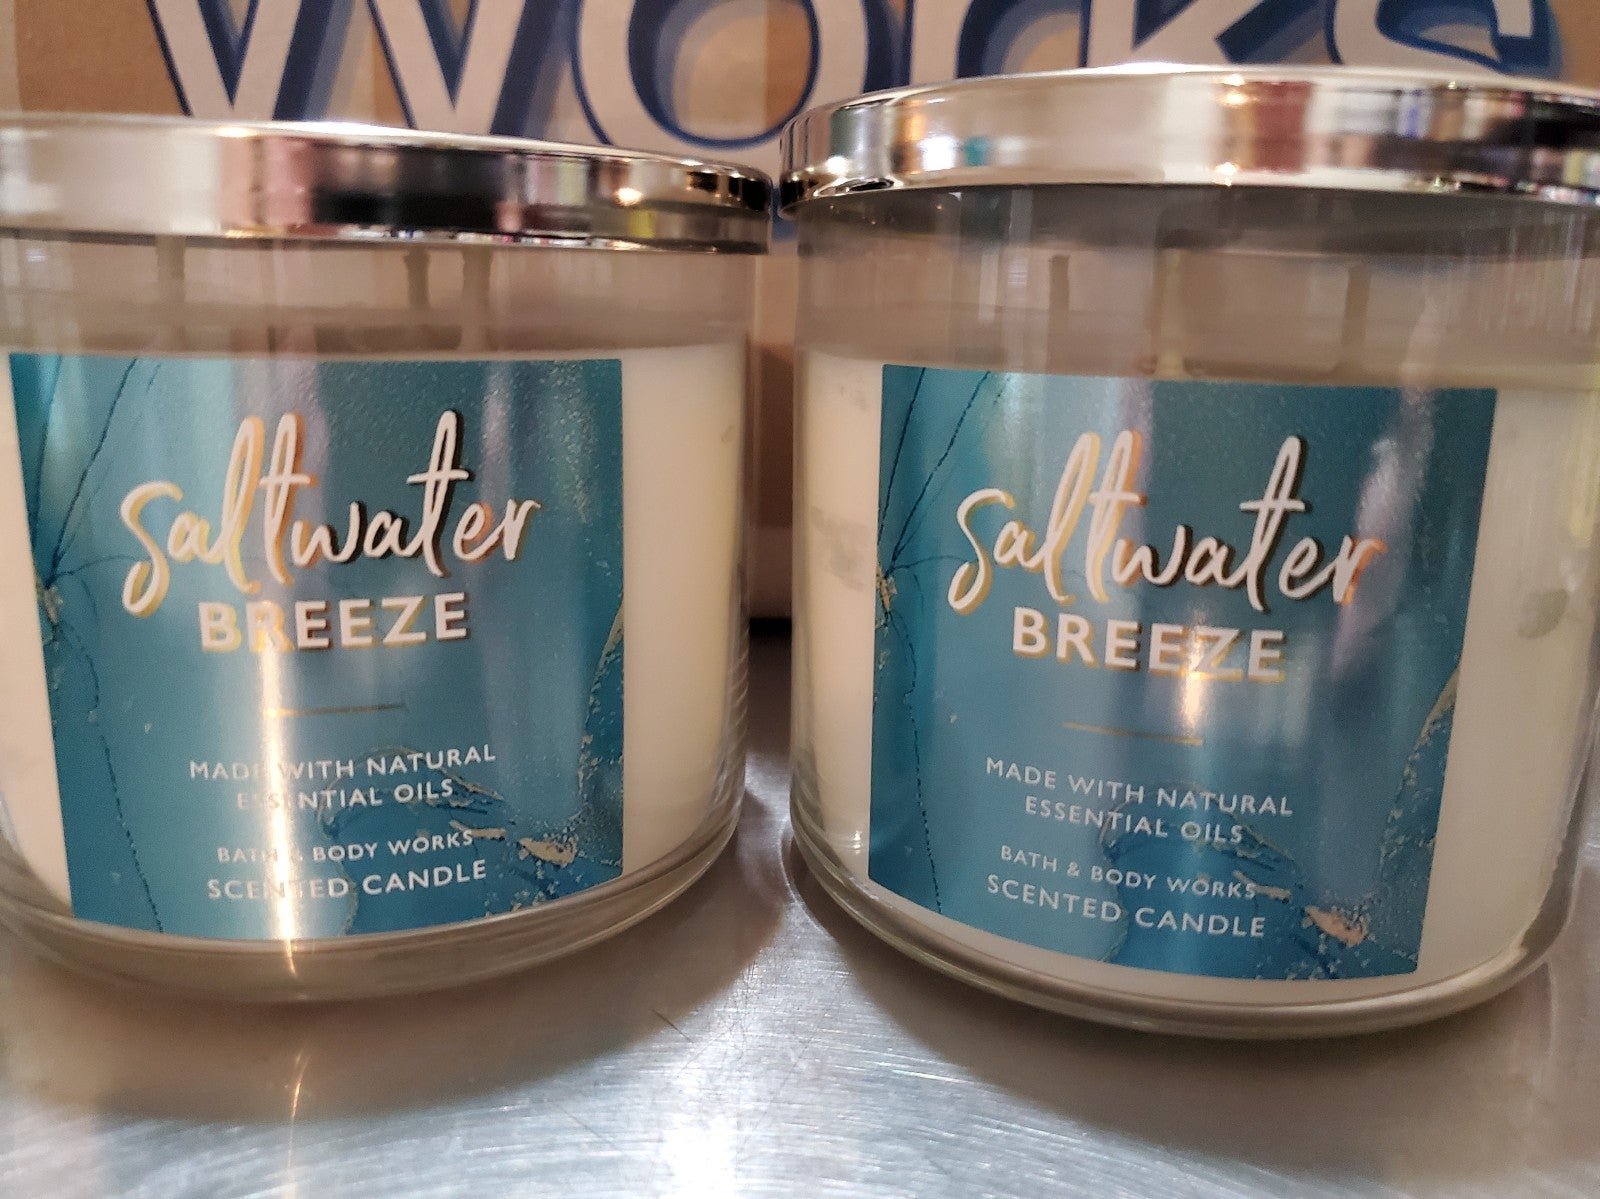 Works
Saltwater
BREEZE
MADE WITH NATURAL
ESSENTIAL OILS
BATH & BODY WORKS
SCENTED CANDLE
Saltwater
BREEZE
MADE WITH NATURAL
ESSENTIAL OILS
BATH & BODY WORKS
SCENTED CANDLE